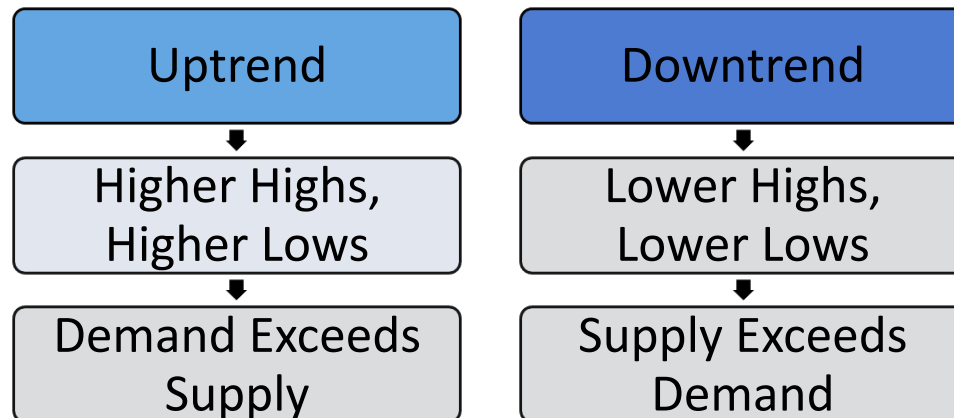 Uptrend
Higher Highs,
Higher Lows
Demand Exceeds
Supply
Downtrend
Lower Highs,
Lower Lows
Supply Exceeds
Demand